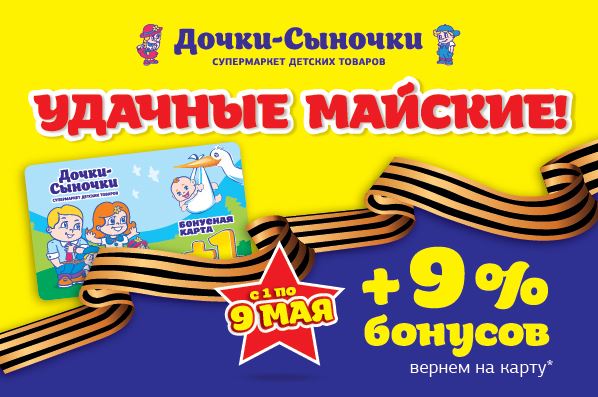 Дочки-Сыночки
СУПЕРМАРКЕТ ДЕТСКИХ ТОВАРОВ
УДАЧНЫЕ МАЙСКИЕ!
Дочки-
Сыночки
СУПЕРМАРКЕТ ДЕТСКИХ ТОВАРОВ
БОНУСНАЯ
КАРТА
+1
с 1 по
9 МАЯ
+9%
бонусов
вернем на карту*